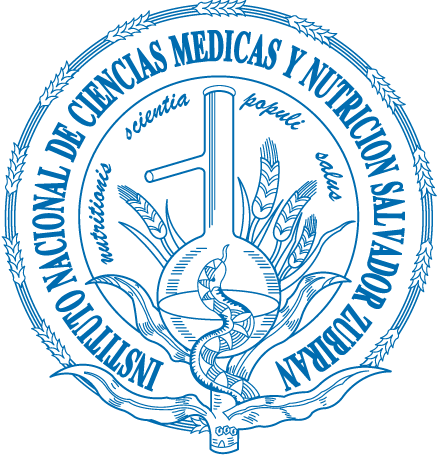 INSTITUTO NACIONAL DE CIENCIAS MEDICAS Y NUTRICION SALVADOR ZUBIRAN
nutritionis scientia populi salus